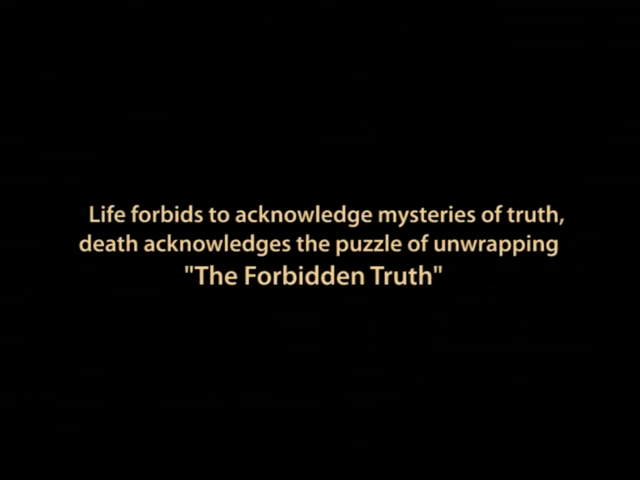 Life forbids to acknowledge mysteries of truth,
death acknowledges the puzzle of unwrapping
"The Forbidden Truth"